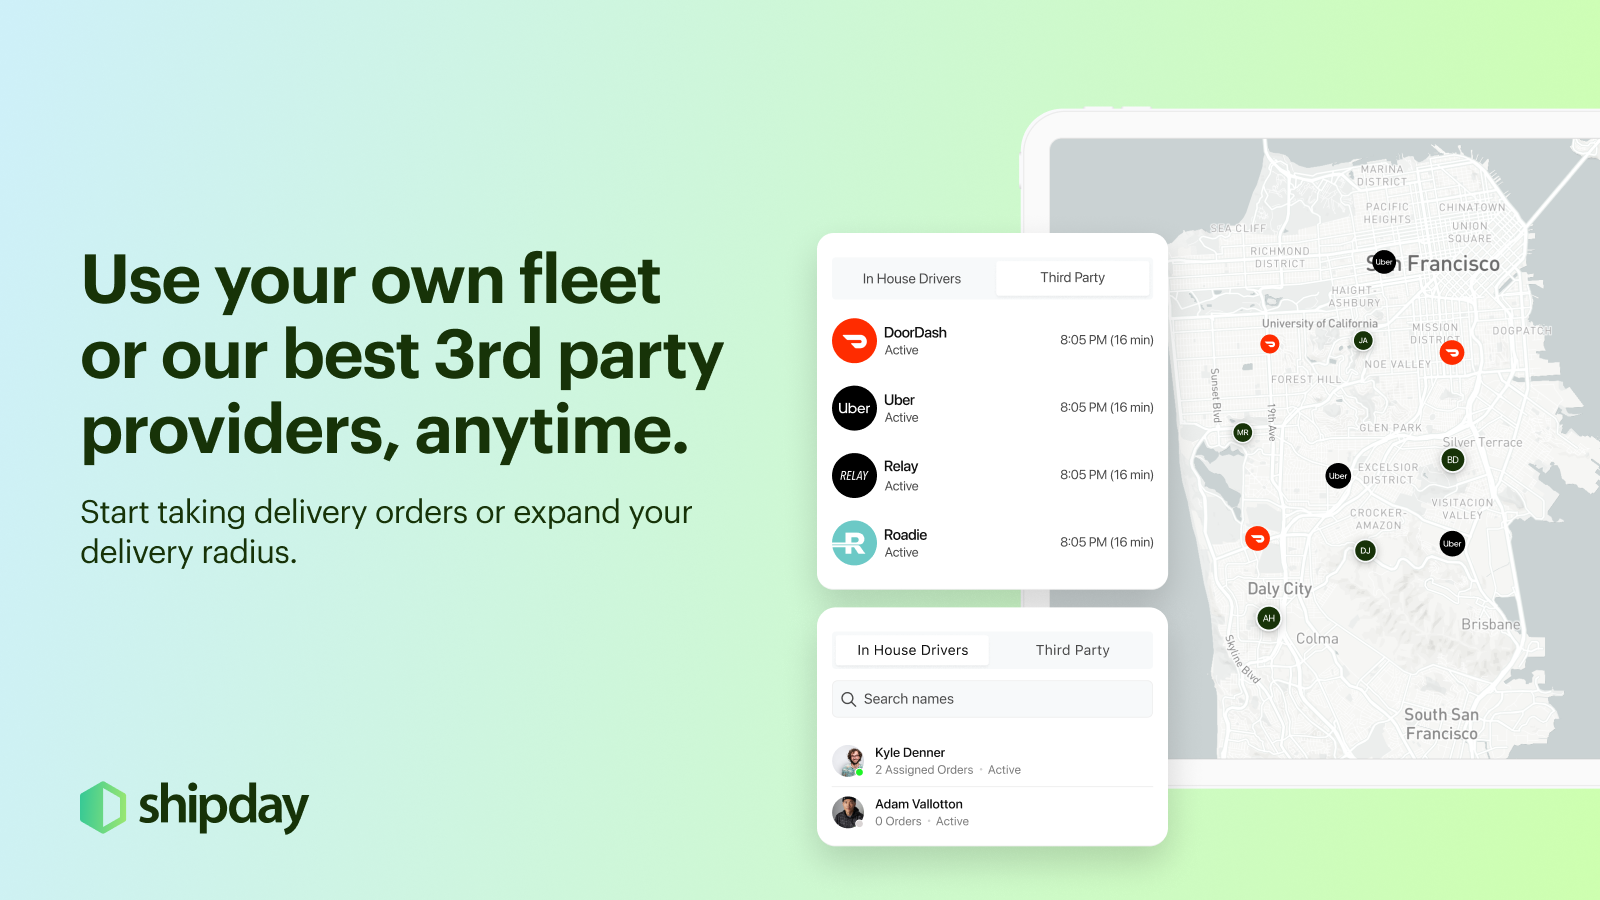 Use your own fleet
or our best 3rd party
providers, anytime.
Start taking delivery orders or expand your
delivery radius.
shipday
In House Drivers
Third Party
DoorDash
Active
8:05 PM (16 min)
Uber
Uber
Active
8:05 PM (16 min)
RELAY
Relay
Active
8:05 PM (16 min)
R
Roadie
Active
8:05 PM (16 min)
In House Drivers
Third Party
Search names
Kyle Denner
2 Assigned Orders · Active
Adam Vallotton
0 Orders · Active
MARINA
DISTRICT
PACIFIC
HEIGHTS
CHINATOWN
UNION
SQUARE
SEA CLIFF
RICHMOND
DISTRICT
Uber
Francisco
HAIGHT-
ASHBURY
University of California
MISSION
DISTRICT
DOGPATCH
JA
NOE VALLEY
FOREST HILL
Sunset Blvd
19th Ave
MR
GLEN PARK
Silver Terrace
BD
Uber
EXCELSIOR
DISTRICT
VISITACION
VALLEY
CROCKER-
AMAZON
DJ
Uber
Daly City
AH
Colma
Brisbane
Skyline Blvd
South San
Francisco